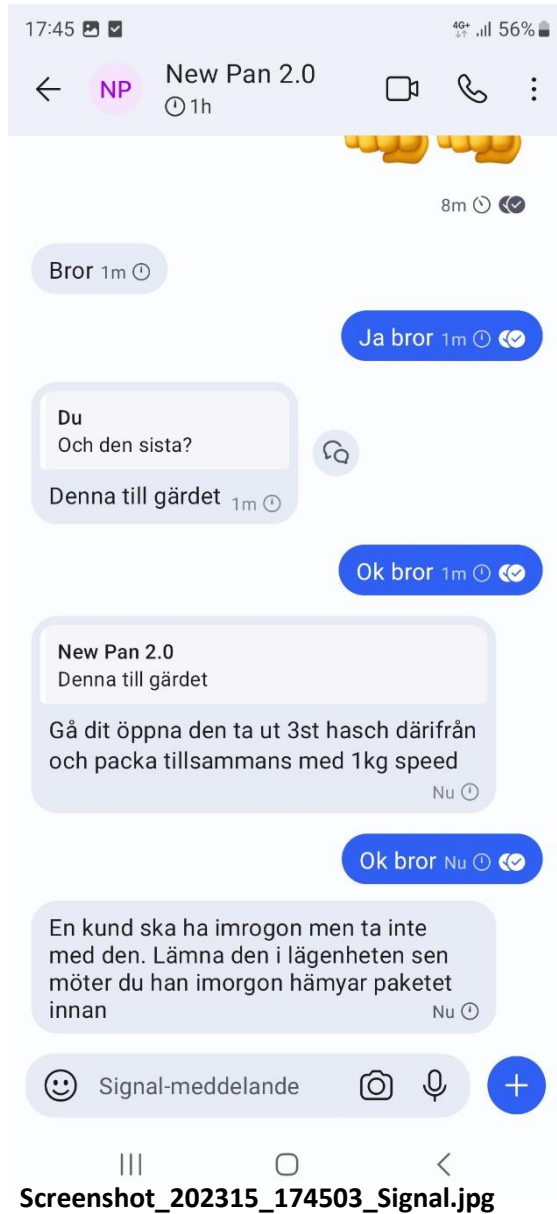 17:45 4G+ 56%
NP New Pan 2.0
1h
8m
Bror 1m
Ja bror 1m
Du
Och den sista?
Denna till gärdet 1m
Ok bror 1m
New Pan 2.0
Denna till gärdet
Gå dit öppna den ta ut 3st hasch därifrån
och packa tillsammans med 1kg speed
Nu
Ok bror Nu
En kund ska ha imrogon men ta inte
med den. Lämna den i lägenheten sen
möter du han imorgon hämyar paketet
innan Nu
Signal-meddelande
Screenshot_202315_174503_Signal.jpg